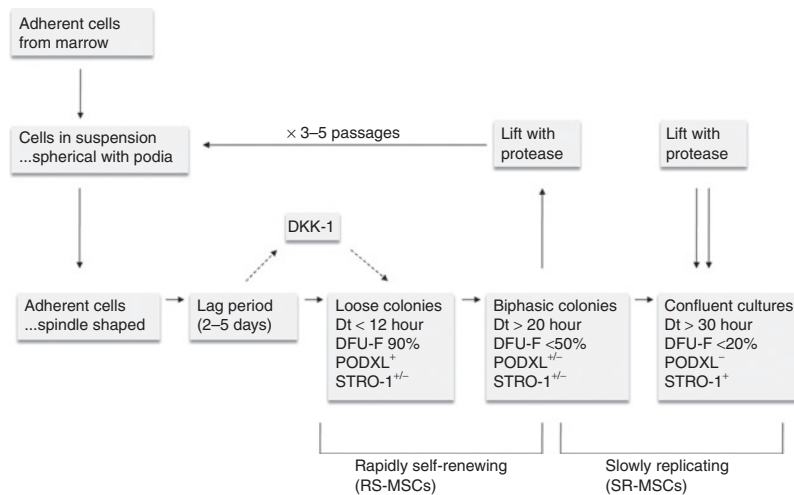 Adherent cells
from marrow
Cells in suspension
...spherical with podia
× 3–5 passages
Lift with
protease
Lift with
protease
DKK-1
Adherent cells
...spindle shaped
Lag period
(2–5 days)
Loose colonies
Dt < 12 hour
DFU-F 90%
PODXL⁺
STRO-1⁺/⁻
Biphasic colonies
Dt > 20 hour
DFU-F <50%
PODXL⁺/⁻
STRO-1⁺/⁻
Confluent cultures
Dt > 30 hour
DFU-F <20%
PODXL⁻
STRO-1⁺
Rapidly self-renewing
(RS-MSCs)
Slowly replicating
(SR-MSCs)